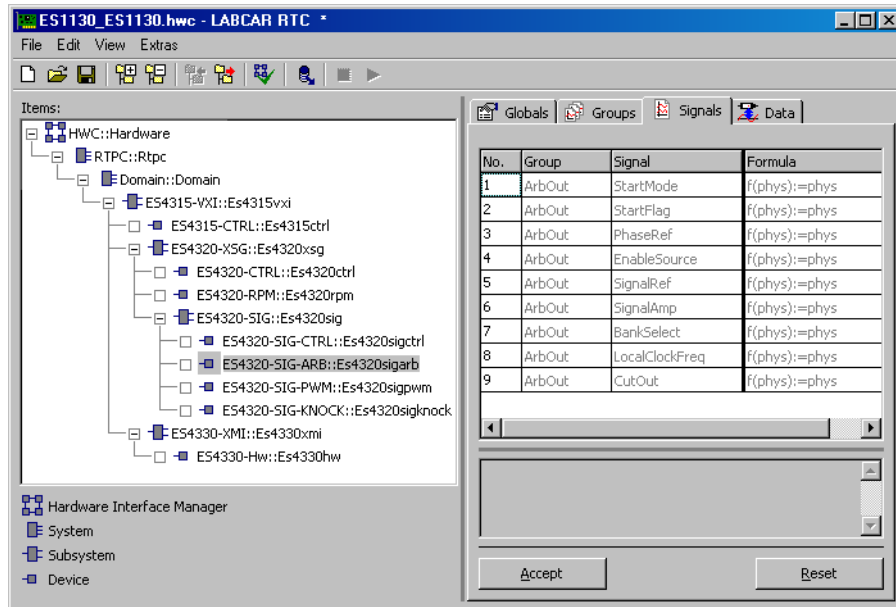 ES1130_ES1130.hwc - LABCAR RTC *
File Edit View Extras
Items:
HWC::Hardware
RTPC::Rtpc
Domain::Domain
ES4315-VXI::Es4315vxi
ES4315-CTRL::Es4315ctrl
ES4320-XSG::Es4320xsg
ES4320-CTRL::Es4320ctrl
ES4320-RPM::Es4320rpm
ES4320-SIG::Es4320sig
ES4320-SIG-CTRL::Es4320sigctrl
ES4320-SIG-ARB::Es4320sigarb
ES4320-SIG-PWM::Es4320sigpwm
ES4320-SIG-KNOCK::Es4320sigknock
ES4330-XMI::Es4330xmi
ES4330-Hw::Es4330hw
Hardware Interface Manager
System
Subsystem
Device
Globals Groups Signals Data
No. Group Signal Formula
1 ArbOut StartMode f(phys):=phys
2 ArbOut StartFlag f(phys):=phys
3 ArbOut PhaseRef f(phys):=phys
4 ArbOut EnableSource f(phys):=phys
5 ArbOut SignalRef f(phys):=phys
6 ArbOut SignalAmp f(phys):=phys
7 ArbOut BankSelect f(phys):=phys
8 ArbOut LocalClockFreq f(phys):=phys
9 ArbOut CutOut f(phys):=phys
Accept Reset